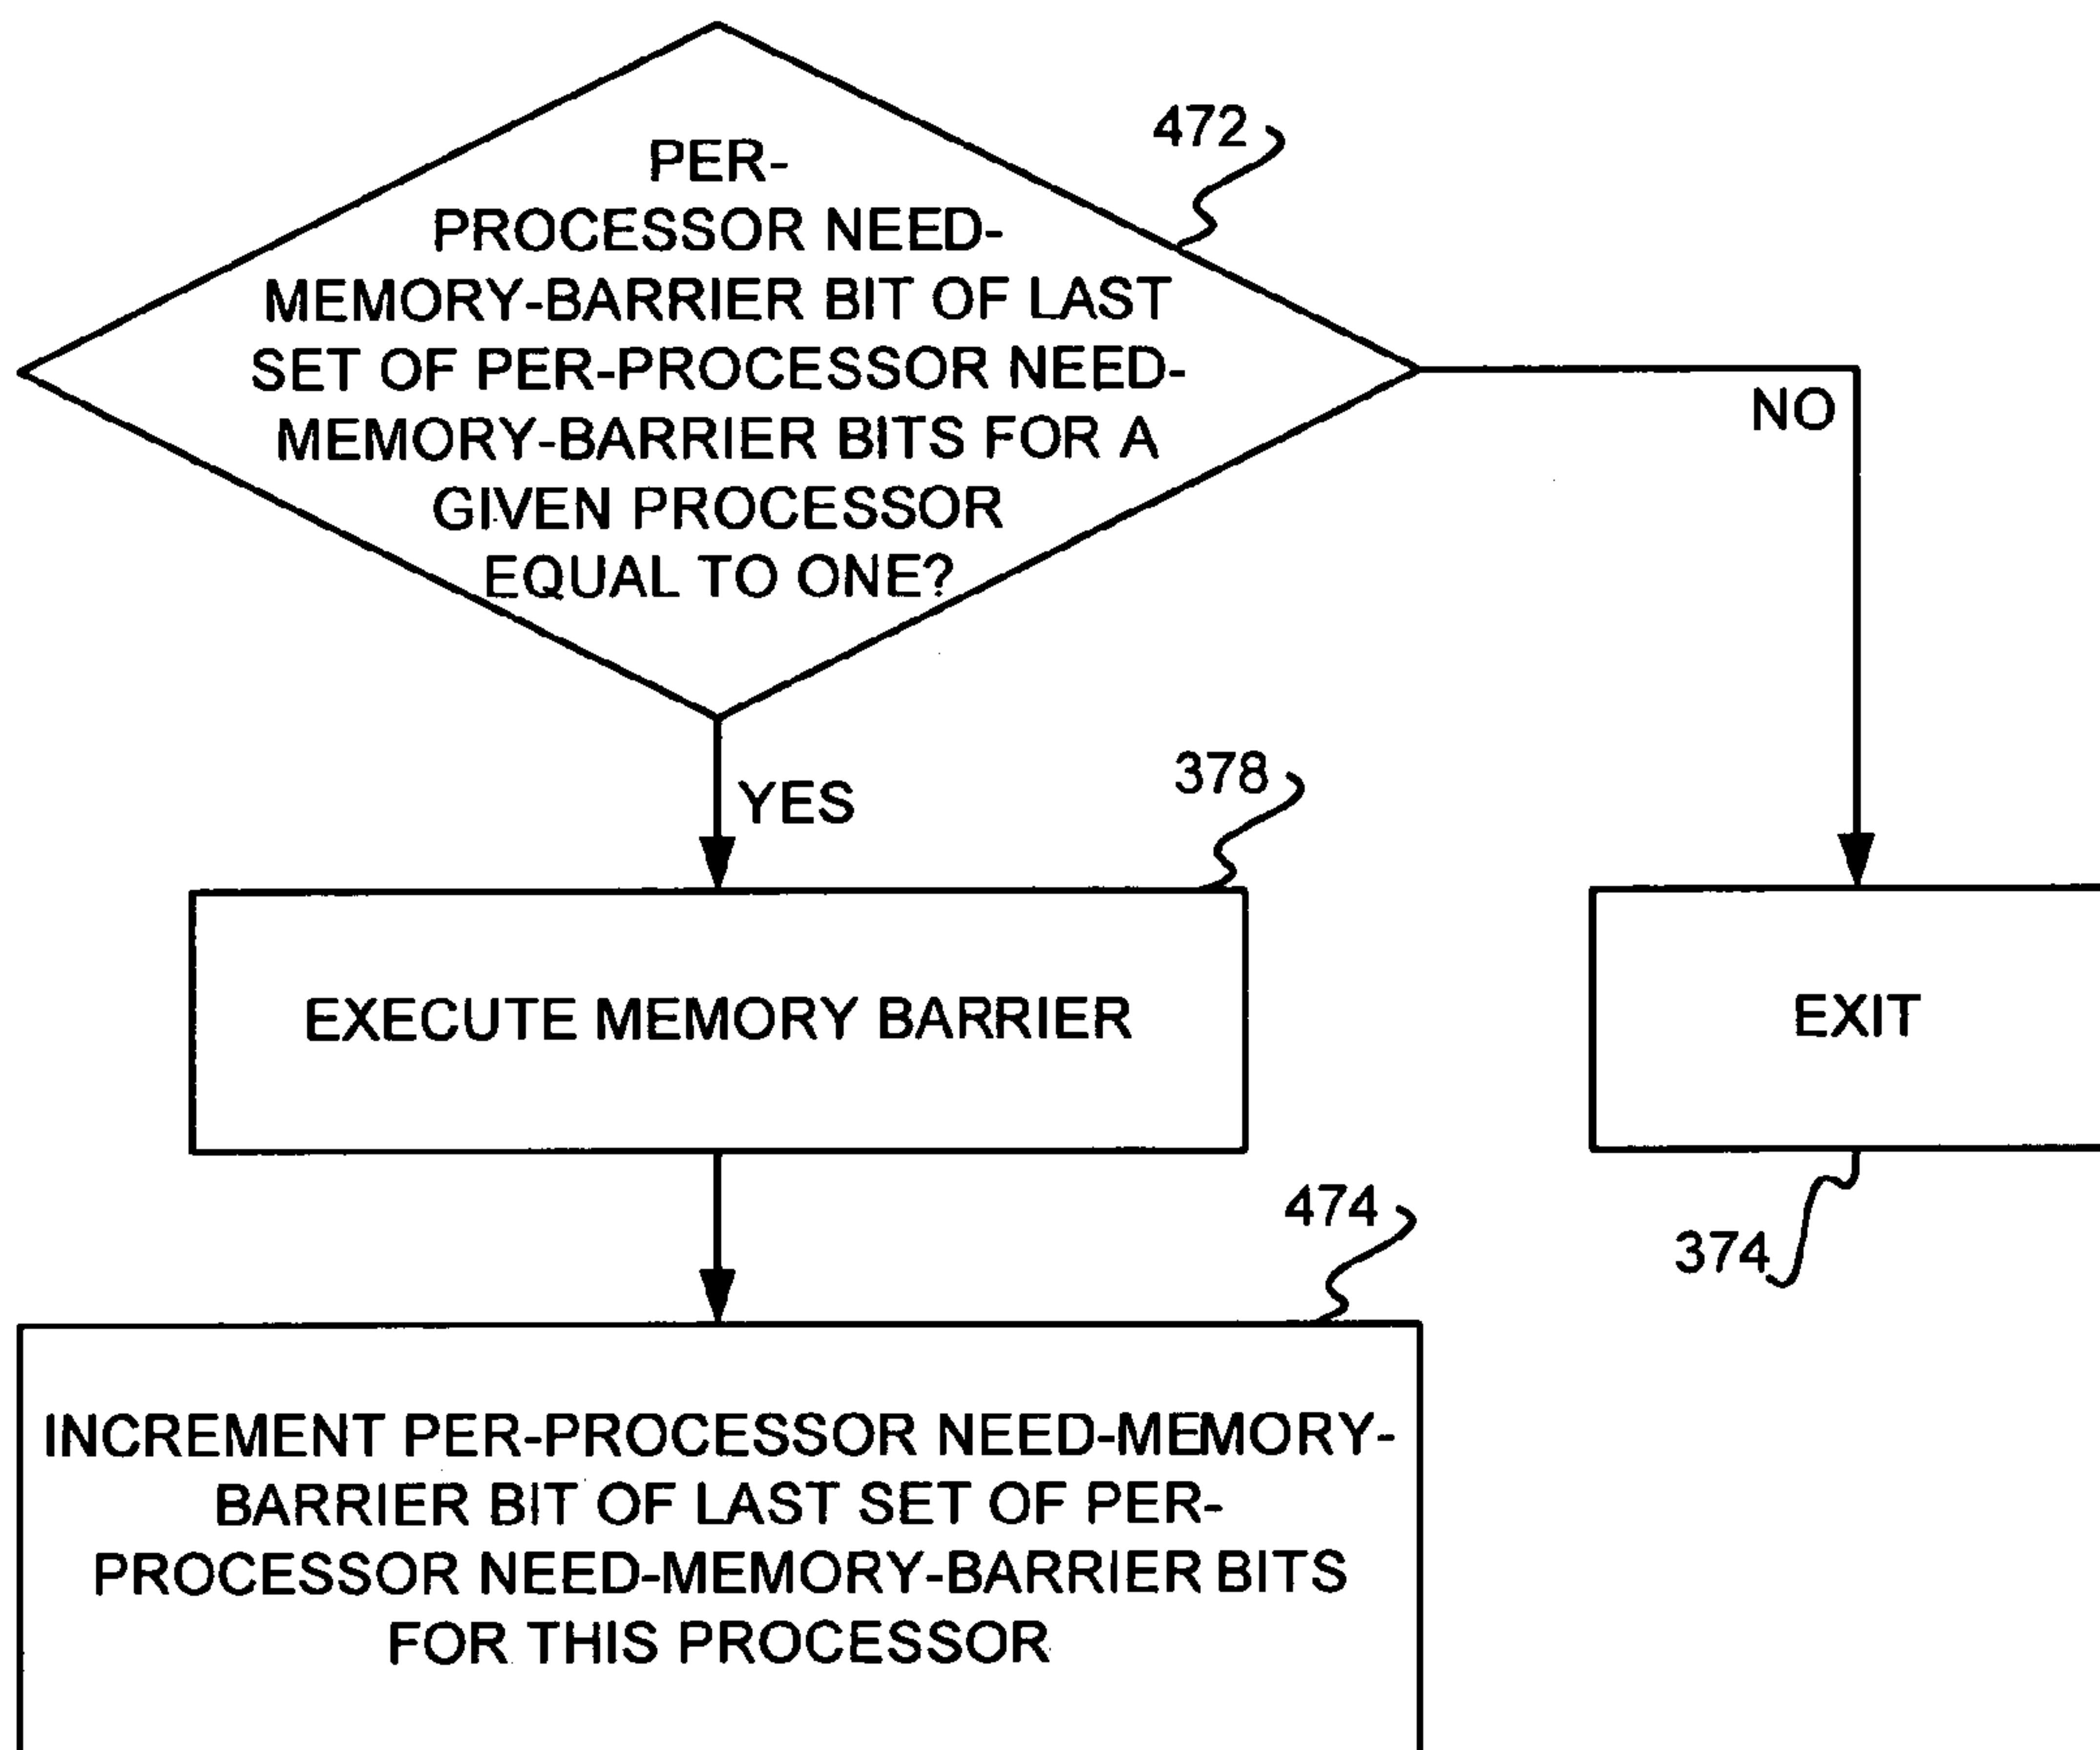 472
PER-
PROCESSOR NEED-
MEMORY-BARRIER BIT OF LAST
SET OF PER-PROCESSOR NEED-
MEMORY-BARRIER BITS FOR A
GIVEN PROCESSOR
EQUAL TO ONE?
NO
YES
378
EXECUTE MEMORY BARRIER
EXIT
374
474
INCREMENT PER-PROCESSOR NEED-MEMORY-
BARRIER BIT OF LAST SET OF PER-
PROCESSOR NEED-MEMORY-BARRIER BITS
FOR THIS PROCESSOR